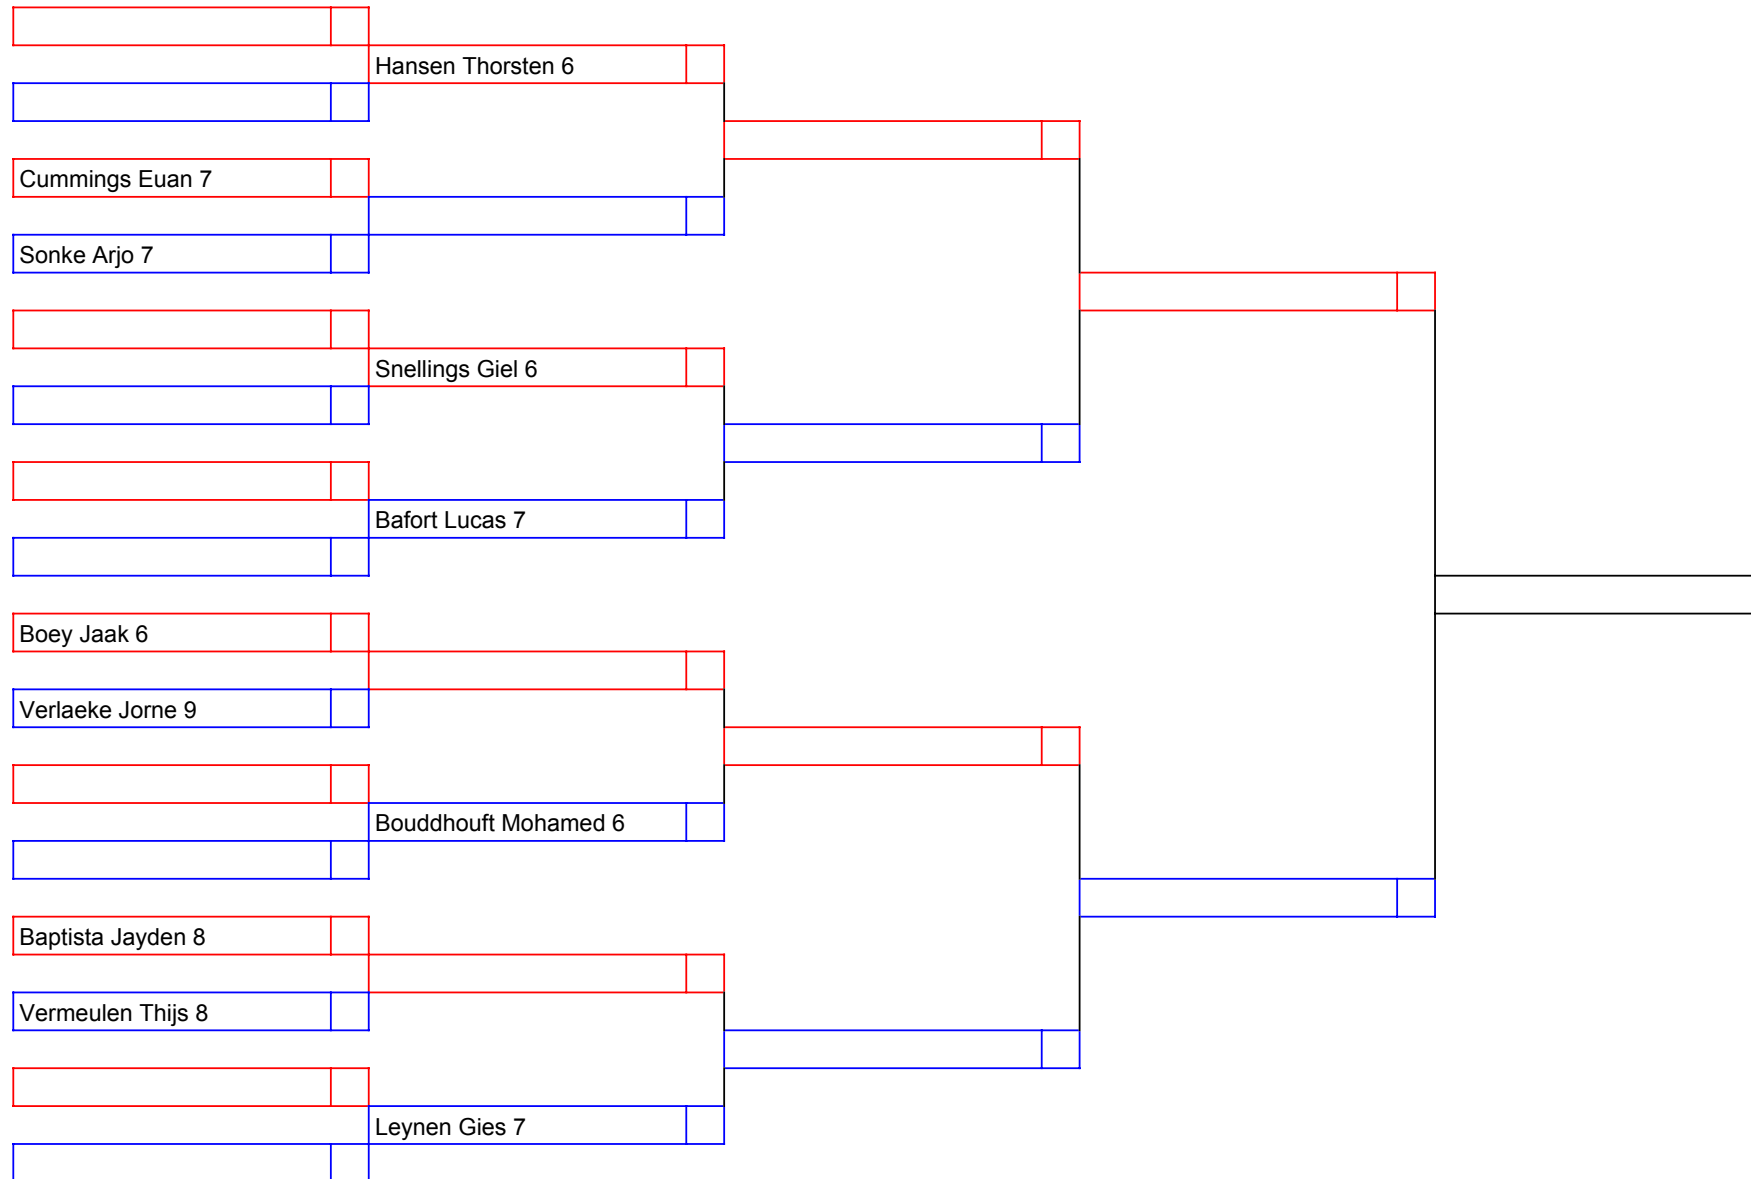 Hansen Thorsten 6
Cummings Euan 7
Sonke Arjo 7
Snellings Giel 6
Bafort Lucas 7
Boey Jaak 6
Verlaeke Jorne 9
Bouddhouft Mohamed 6
Baptista Jayden 8
Vermeulen Thijs 8
Leynen Gies 7